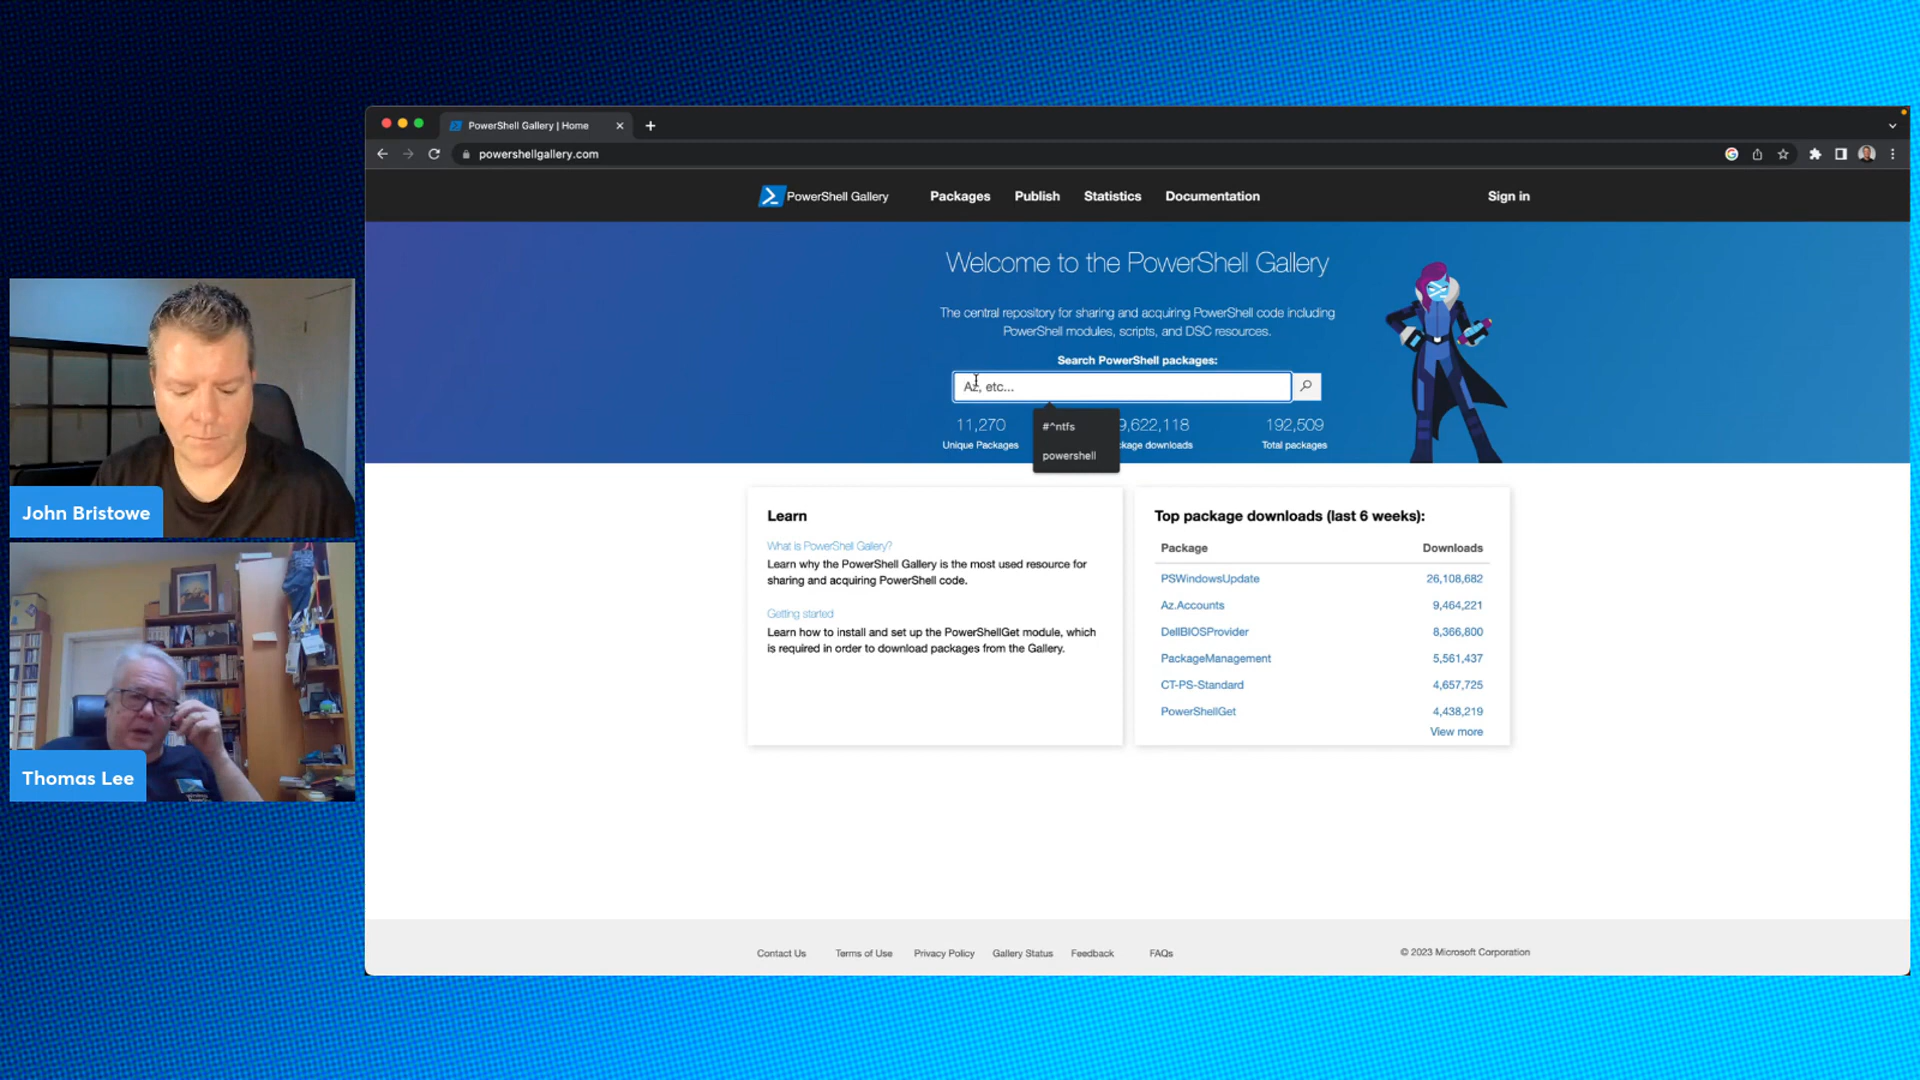 PowerShell Gallery | Home
powershellgallery.com
PowerShell Gallery
Packages
Publish
Statistics
Documentation
Sign in
Welcome to the PowerShell Gallery
The central repository for sharing and acquiring PowerShell code including
PowerShell modules, scripts, and DSC resources.
Search PowerShell packages:
Az, etc...
#^ntfs
powershell
11,270
Unique Packages
9,622,118
kage downloads
192,509
Total packages
Learn
What is PowerShell Gallery?
Learn why the PowerShell Gallery is the most used resource for
sharing and acquiring PowerShell code.
Getting started
Learn how to install and set up the PowerShellGet module, which
is required in order to download packages from the Gallery.
Top package downloads (last 6 weeks):
Package Downloads
PSWindowsUpdate 26,108,682
Az.Accounts 9,464,221
DellBIOSProvider 8,366,800
PackageManagement 5,561,437
CT-PS-Standard 4,657,725
PowerShellGet 4,438,219
View more
Contact Us
Terms of Use
Privacy Policy
Gallery Status
Feedback
FAQs
© 2023 Microsoft Corporation
John Bristowe
Thomas Lee